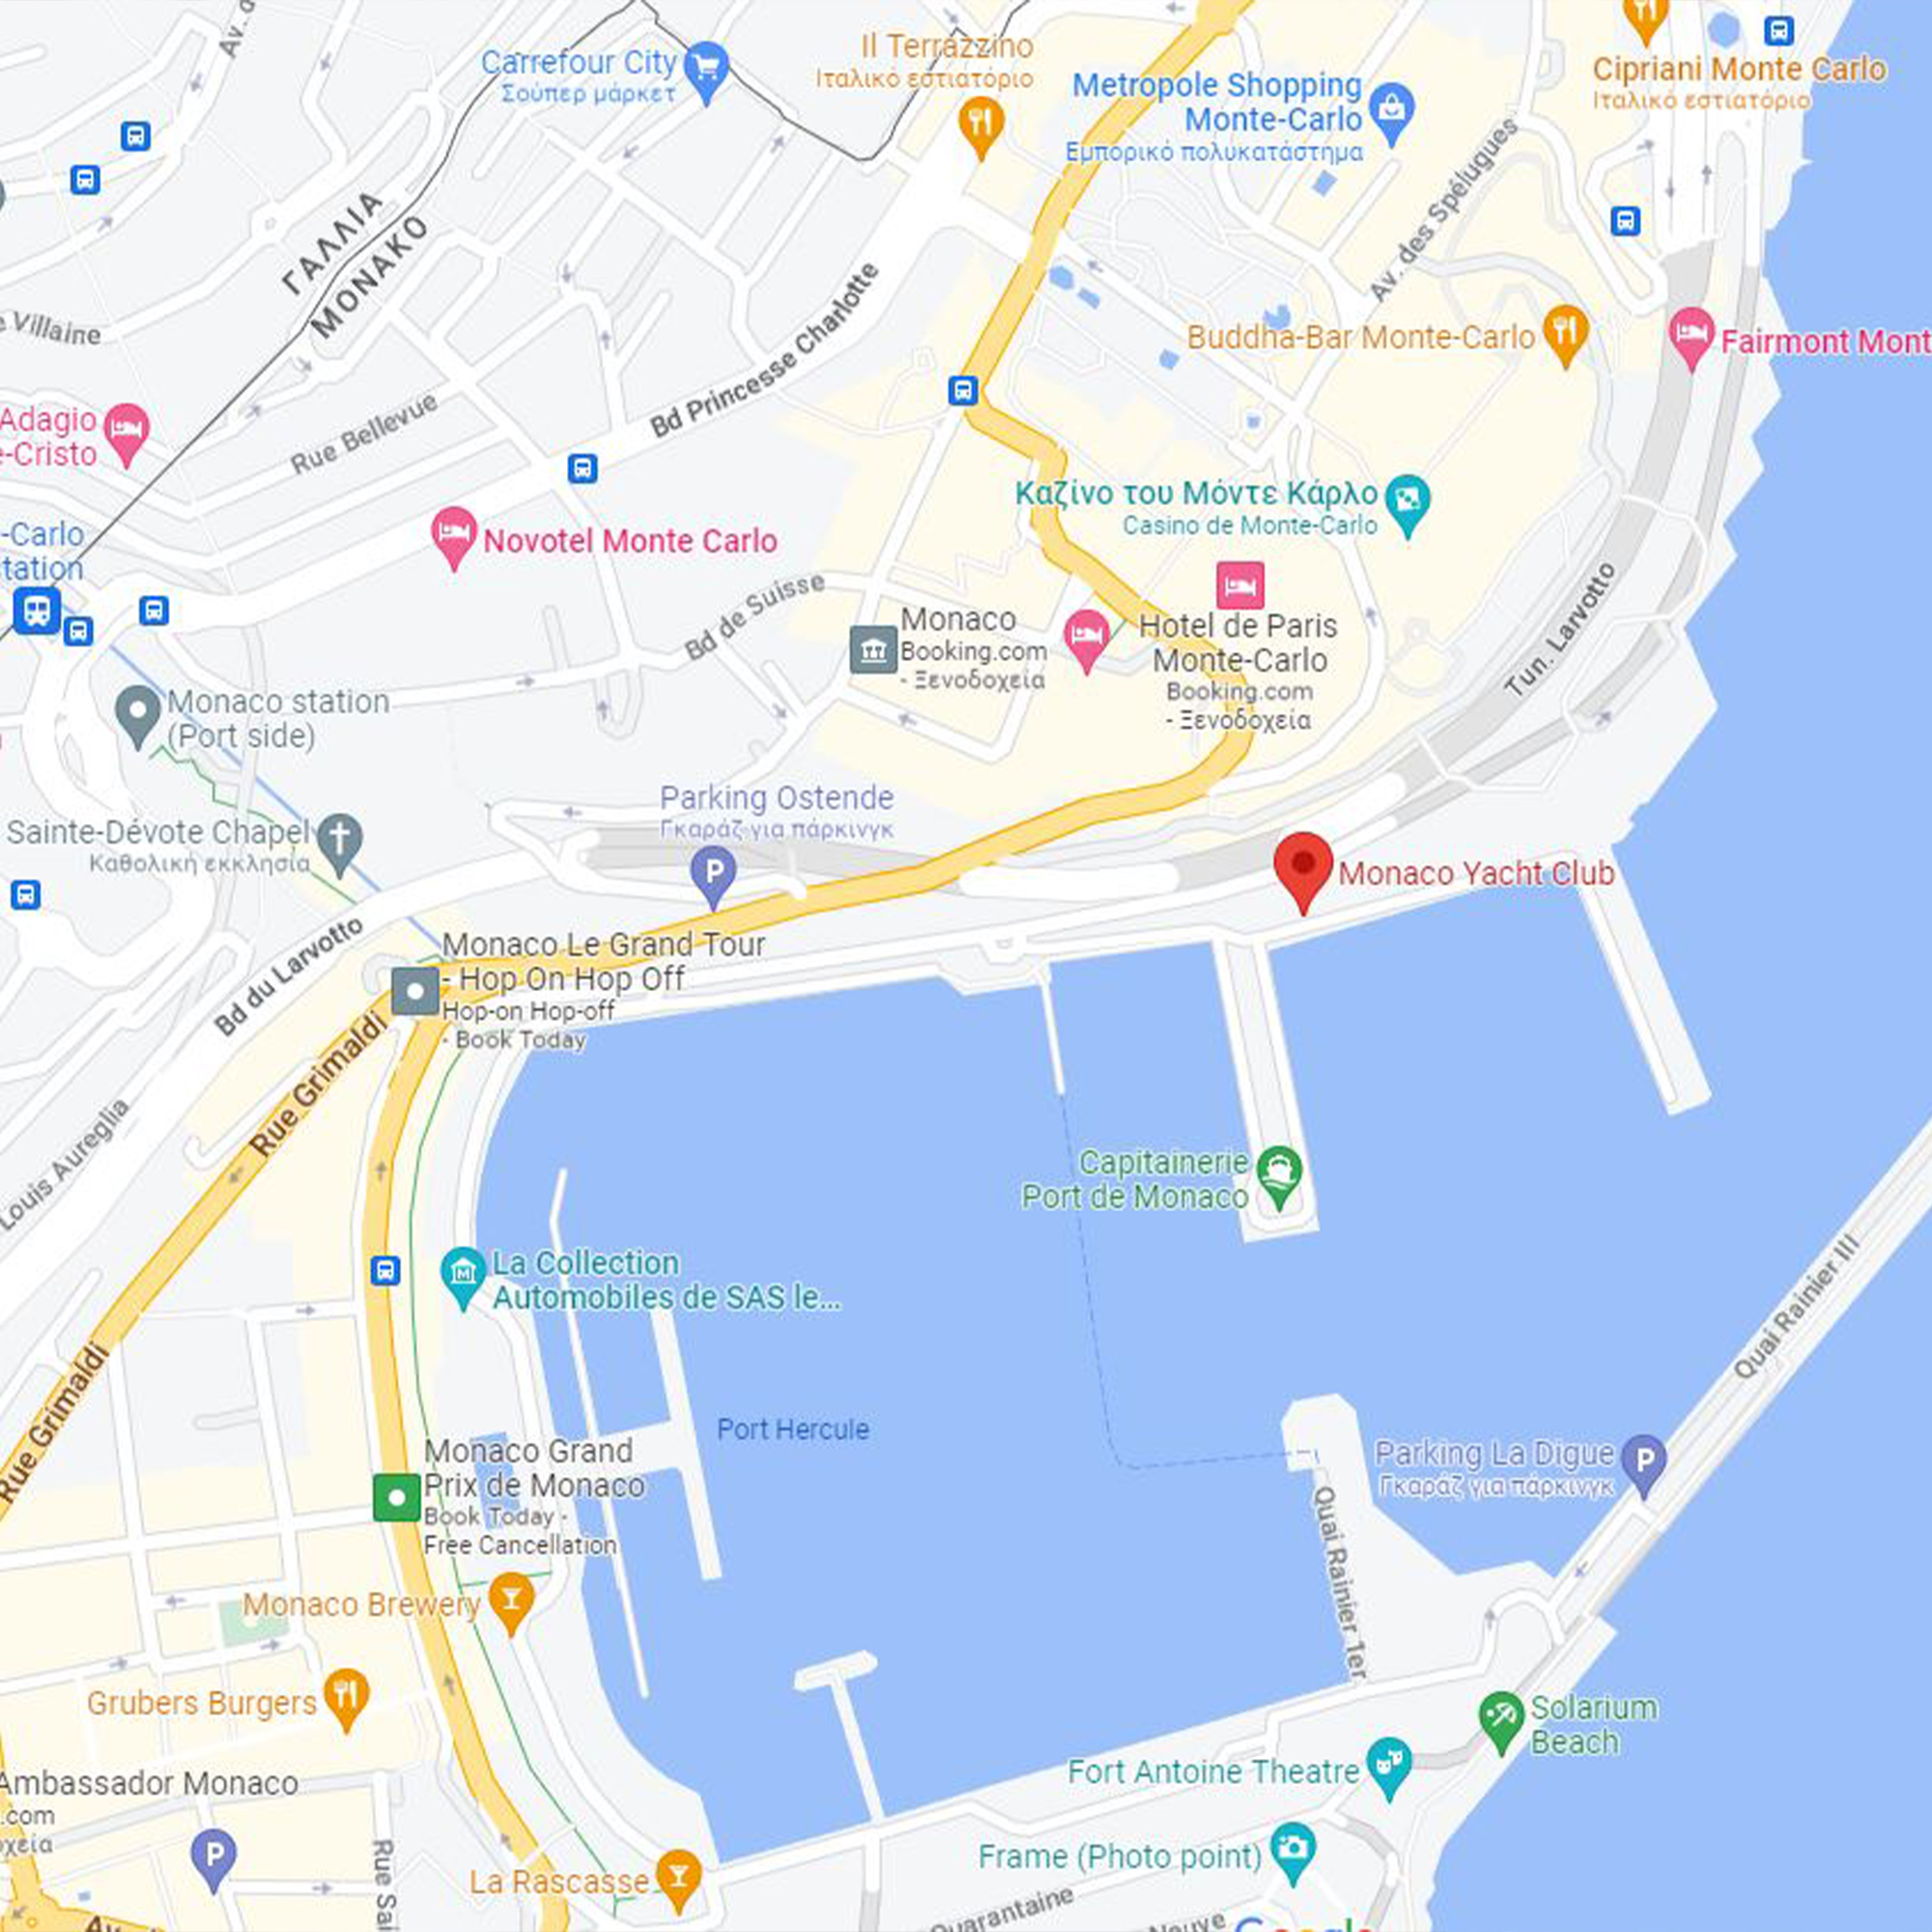 Av. d
Il Terrazzino
Ιταλικό εστιατόριο
Carrefour City
Σούπερ μάρκετ
Metropole Shopping
Monte-Carlo
Εμπορικό πολυκατάστημα
Cipriani Monte Carlo
Ιταλικό εστιατόριο
Av. des Spélugues
ΓΑΛΛΙΑ
ΜΟΝΑΚΟ
e Villaine
Bd Princesse Charlotte
Buddha-Bar Monte-Carlo
Fairmont Mont
Adagio
e-Cristo
Rue Bellevue
Καζίνο του Μόντε Κάρλο
Casino de Monte-Carlo
-Carlo
tation
Novotel Monte Carlo
Bd de Suisse
Tun. Larvotto
Monaco
Booking.com
- Ξενοδοχεία
Hotel de Paris
Monte-Carlo
Booking.com
- Ξενοδοχεία
Monaco station
(Port side)
Parking Ostende
Γκαράζ για πάρκινγκ
P
Sainte-Dévote Chapel
Καθολική εκκλησία
Monaco Yacht Club
Bd du Larvotto
Monaco Le Grand Tour
- Hop On Hop Off
Hop-on Hop-off
- Book Today
Rue Grimaldi
Louis Aureglia
Capitainerie
Port de Monaco
La Collection
Automobiles de SAS le...
Quai Rainier III
Rue Grimaldi
Port Hercule
Monaco Grand
Prix de Monaco
Book Today -
Free Cancellation
Parking La Digue
Γκαράζ για πάρκινγκ
P
Quai Rainier 1er
Monaco Brewery
Grubers Burgers
Solarium
Beach
Fort Antoine Theatre
Ambassador Monaco
.com
οχεία
P
Rue Sai
Frame (Photo point)
La Rascasse
Quarantaine
Neuve
Google
Av